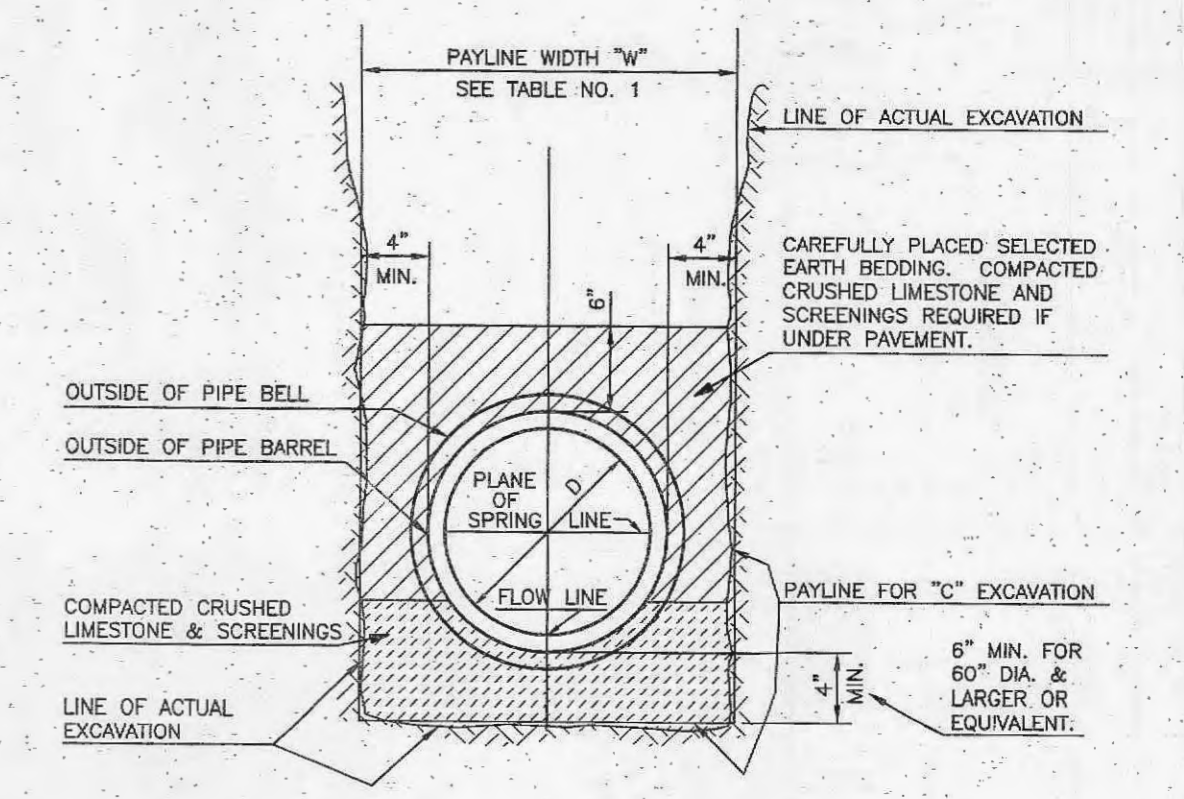 PAYLINE WIDTH "W"
SEE TABLE NO. 1
LINE OF ACTUAL EXCAVATION
4"
MIN.
4"
MIN.
6"
CAREFULLY PLACED SELECTED
EARTH BEDDING. COMPACTED
CRUSHED LIMESTONE AND
SCREENINGS REQUIRED IF
UNDER PAVEMENT.
OUTSIDE OF PIPE BELL
OUTSIDE OF PIPE BARREL
PLANE
OF
SPRING LINE
D
FLOW LINE
PAYLINE FOR "C" EXCAVATION
COMPACTED CRUSHED
LIMESTONE & SCREENINGS
4"
MIN.
6" MIN. FOR
60" DIA. &
LARGER OR
EQUIVALENT.
LINE OF ACTUAL
EXCAVATION